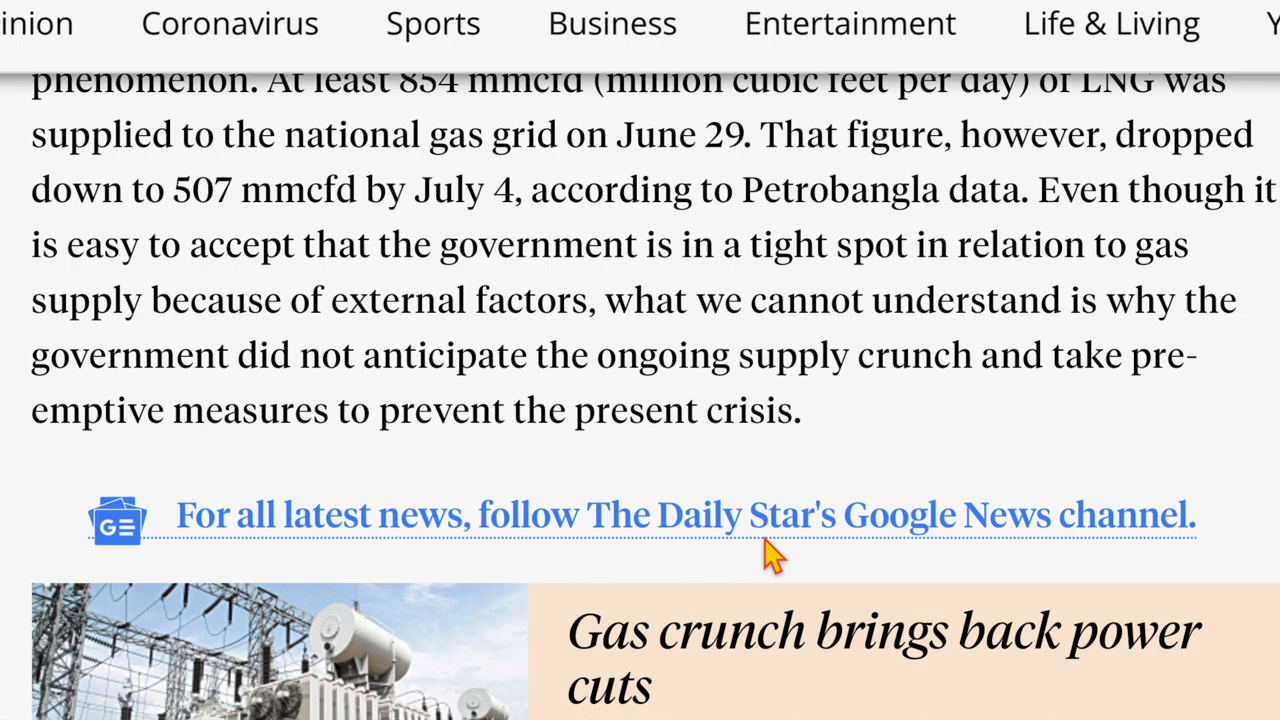 inion Coronavirus Sports Business Entertainment Life & Living Y
phenomenon. At least 854 mmcfd (million cubic feet per day) of LNG was
supplied to the national gas grid on June 29. That figure, however, dropped
down to 507 mmcfd by July 4, according to Petrobangla data. Even though it
is easy to accept that the government is in a tight spot in relation to gas
supply because of external factors, what we cannot understand is why the
government did not anticipate the ongoing supply crunch and take pre-
emptive measures to prevent the present crisis.
GE For all latest news, follow The Daily Star's Google News channel.
Gas crunch brings back power
cuts